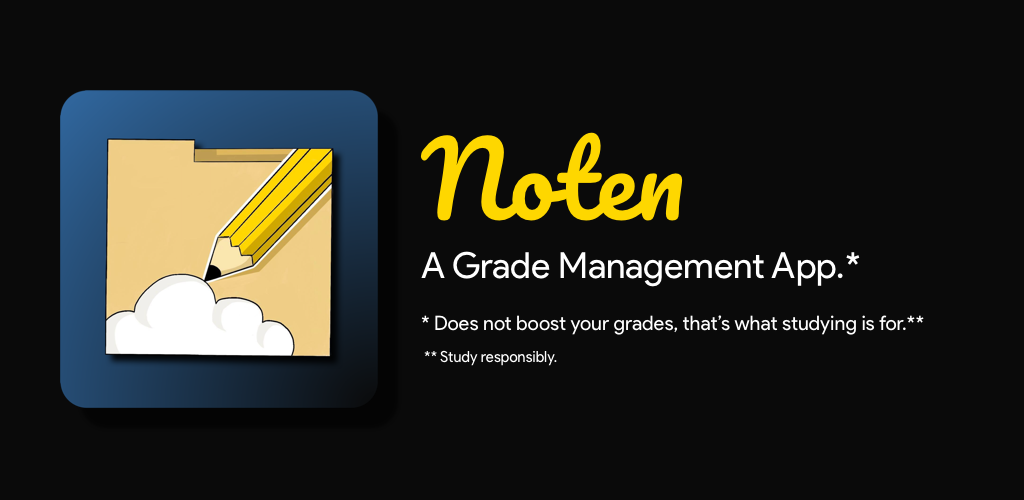 Noten
A Grade Management App.*
* Does not boost your grades, that’s what studying is for.**
** Study responsibly.